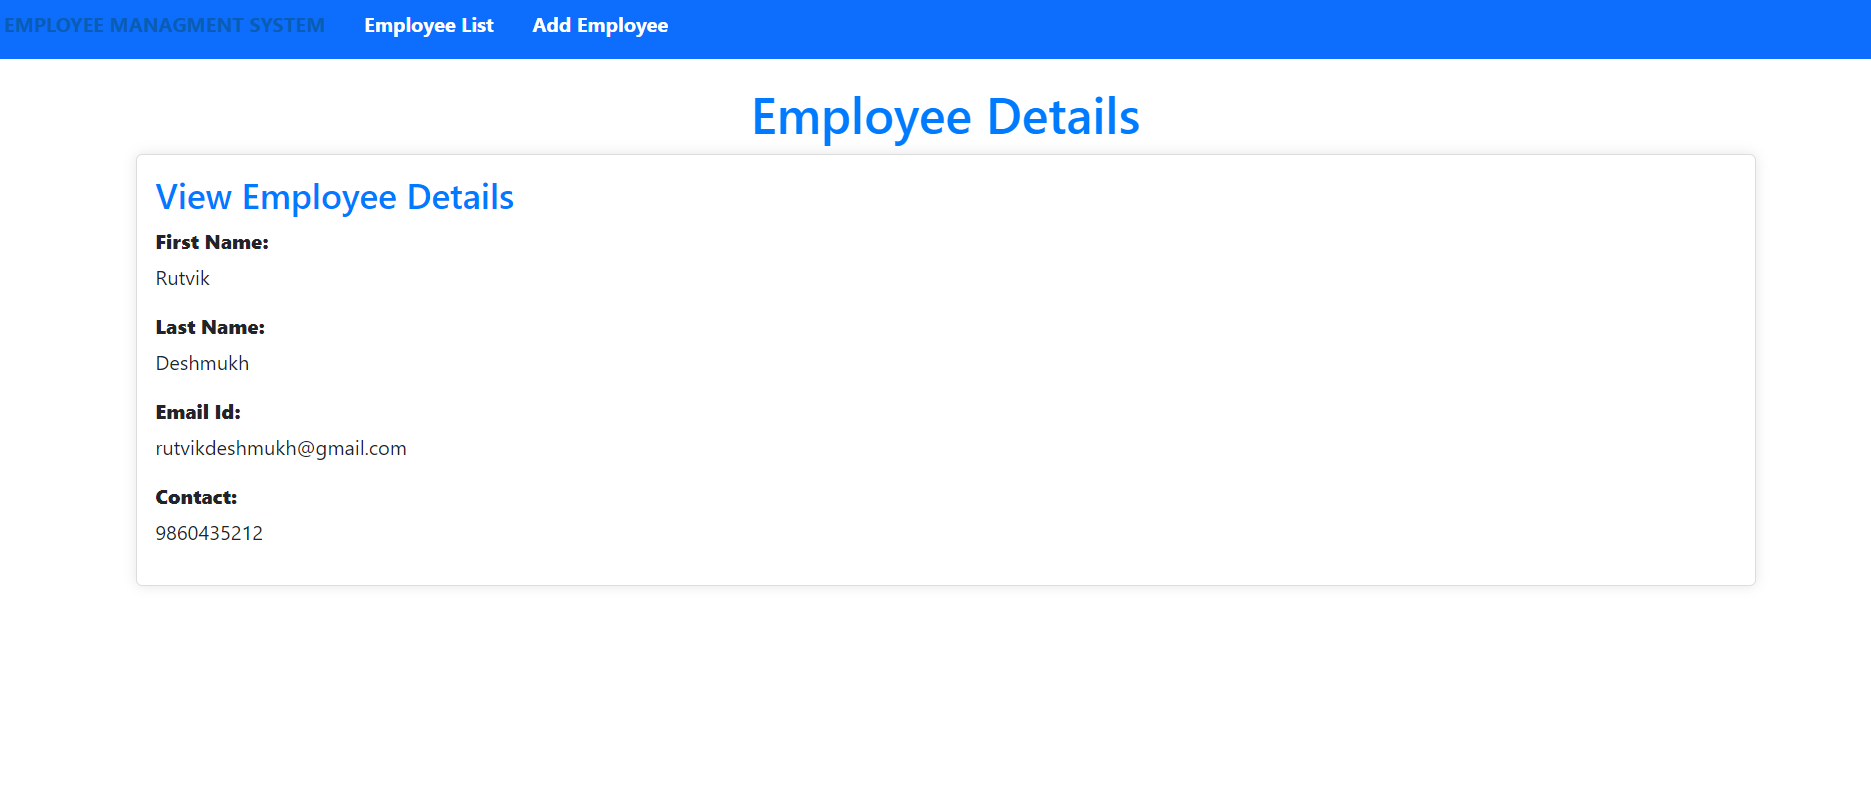 EMPLOYEE MANAGMENT SYSTEM Employee List Add Employee
Employee Details
View Employee Details
First Name:
Rutvik
Last Name:
Deshmukh
Email Id:
rutvikdeshmukh@gmail.com
Contact:
9860435212